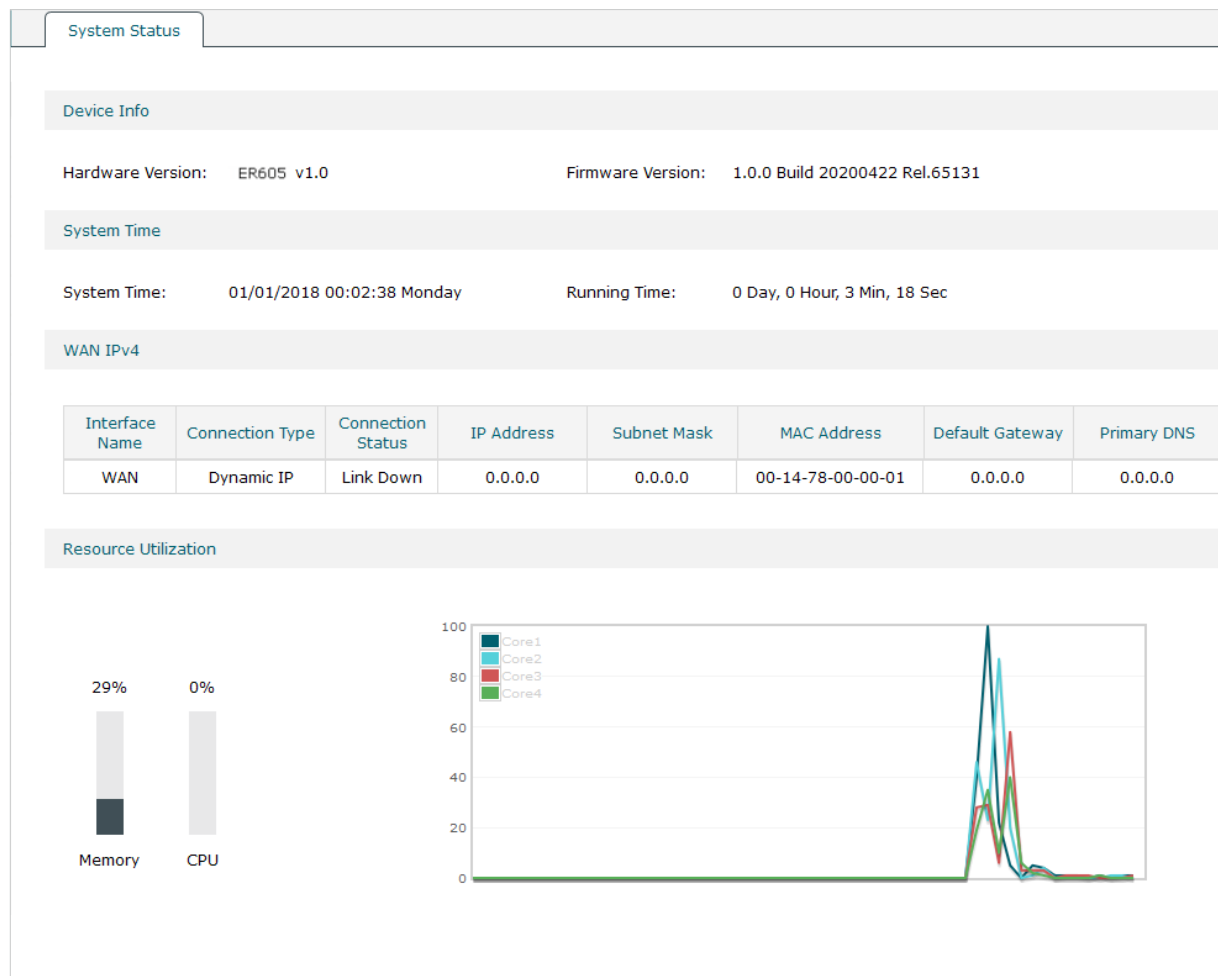 System Status
Device Info
Hardware Version: ER605 v1.0 Firmware Version: 1.0.0 Build 20200422 Rel.65131
System Time
System Time: 01/01/2018 00:02:38 Monday Running Time: 0 Day, 0 Hour, 3 Min, 18 Sec
WAN IPv4
Interface Name Connection Type Connection Status IP Address Subnet Mask MAC Address Default Gateway Primary DNS
WAN Dynamic IP Link Down 0.0.0.0 0.0.0.0 00-14-78-00-00-01 0.0.0.0 0.0.0.0
Resource Utilization
29% 0%
Memory CPU
100
80
60
40
20
0
Core1
Core2
Core3
Core4